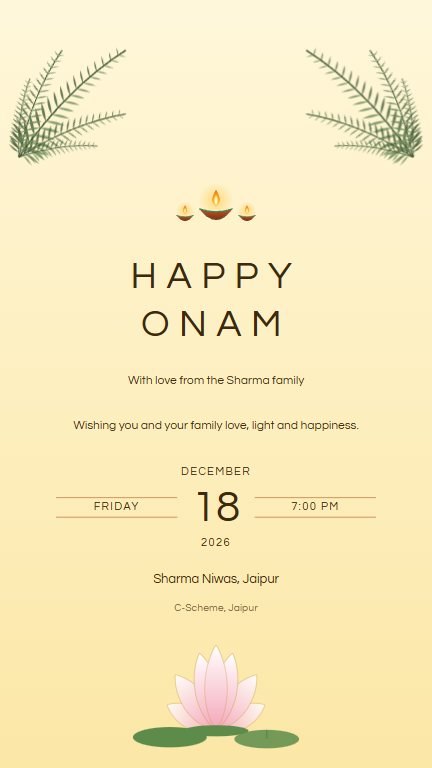 HAPPY
ONAM
With love from the Sharma family
Wishing you and your family love, light and happiness.
DECEMBER
FRIDAY 18 7:00 PM
2026
Sharma Niwas, Jaipur
C-Scheme, Jaipur